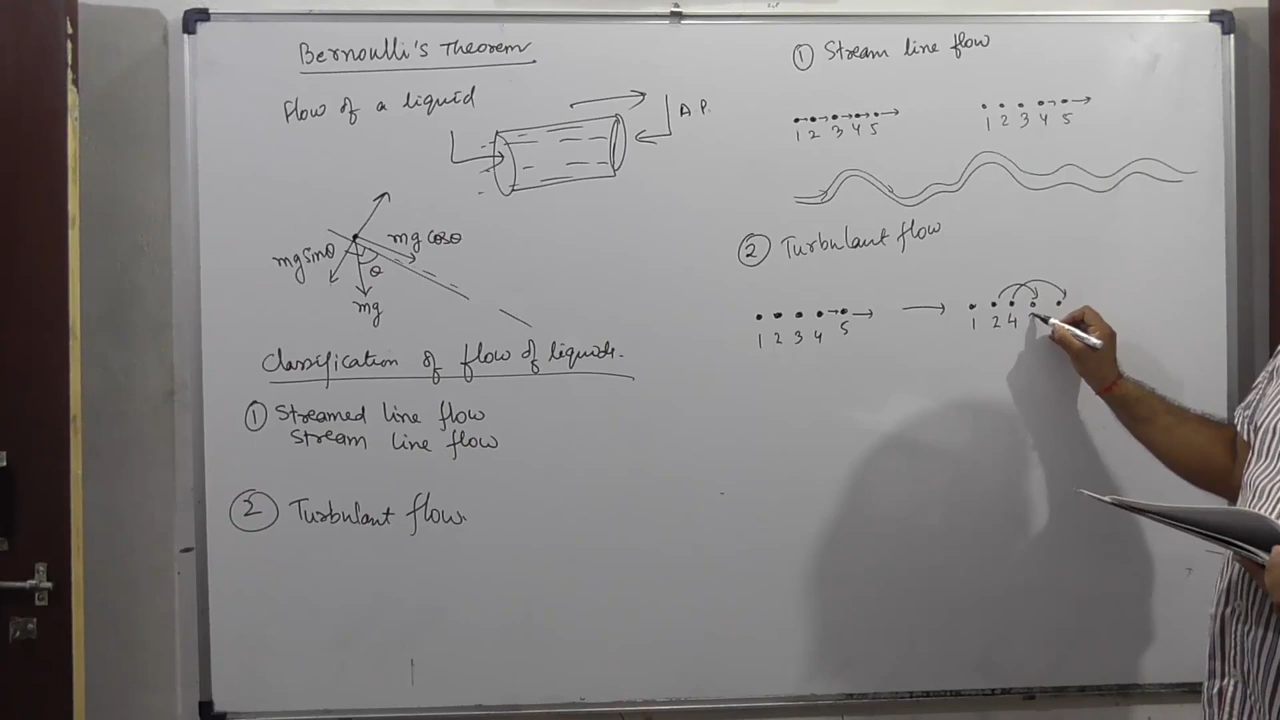 Bernoulli's Theorem
Flow of a liquid
A.P.
mg sinθ
mg cosθ
θ
mg
Classification of flow of liquids.
① Streamed line flow
Stream line flow
② Turbulant flow.
① Stream line flow
1 2 3 4 5
1 2 3 4 5
② Turbulant flow
1 2 3 4 5
1 2 4